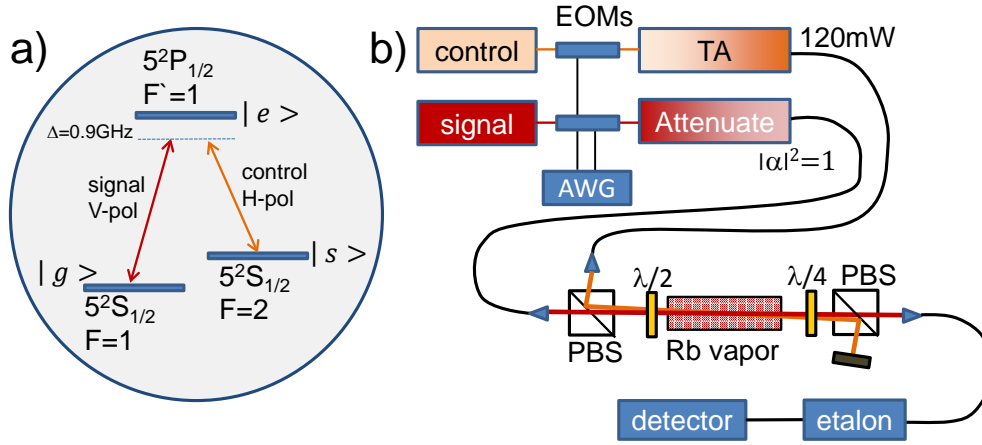 a)
5²P₁/₂
F`=1
| e >
Δ=0.9GHz
signal
V-pol
control
H-pol
| g >
5²S₁/₂
F=1
| s >
5²S₁/₂
F=2
b)
EOMs
control
TA
120mW
signal
Attenuate
|α|²=1
AWG
λ/2
λ/4
PBS
PBS
Rb vapor
detector
etalon